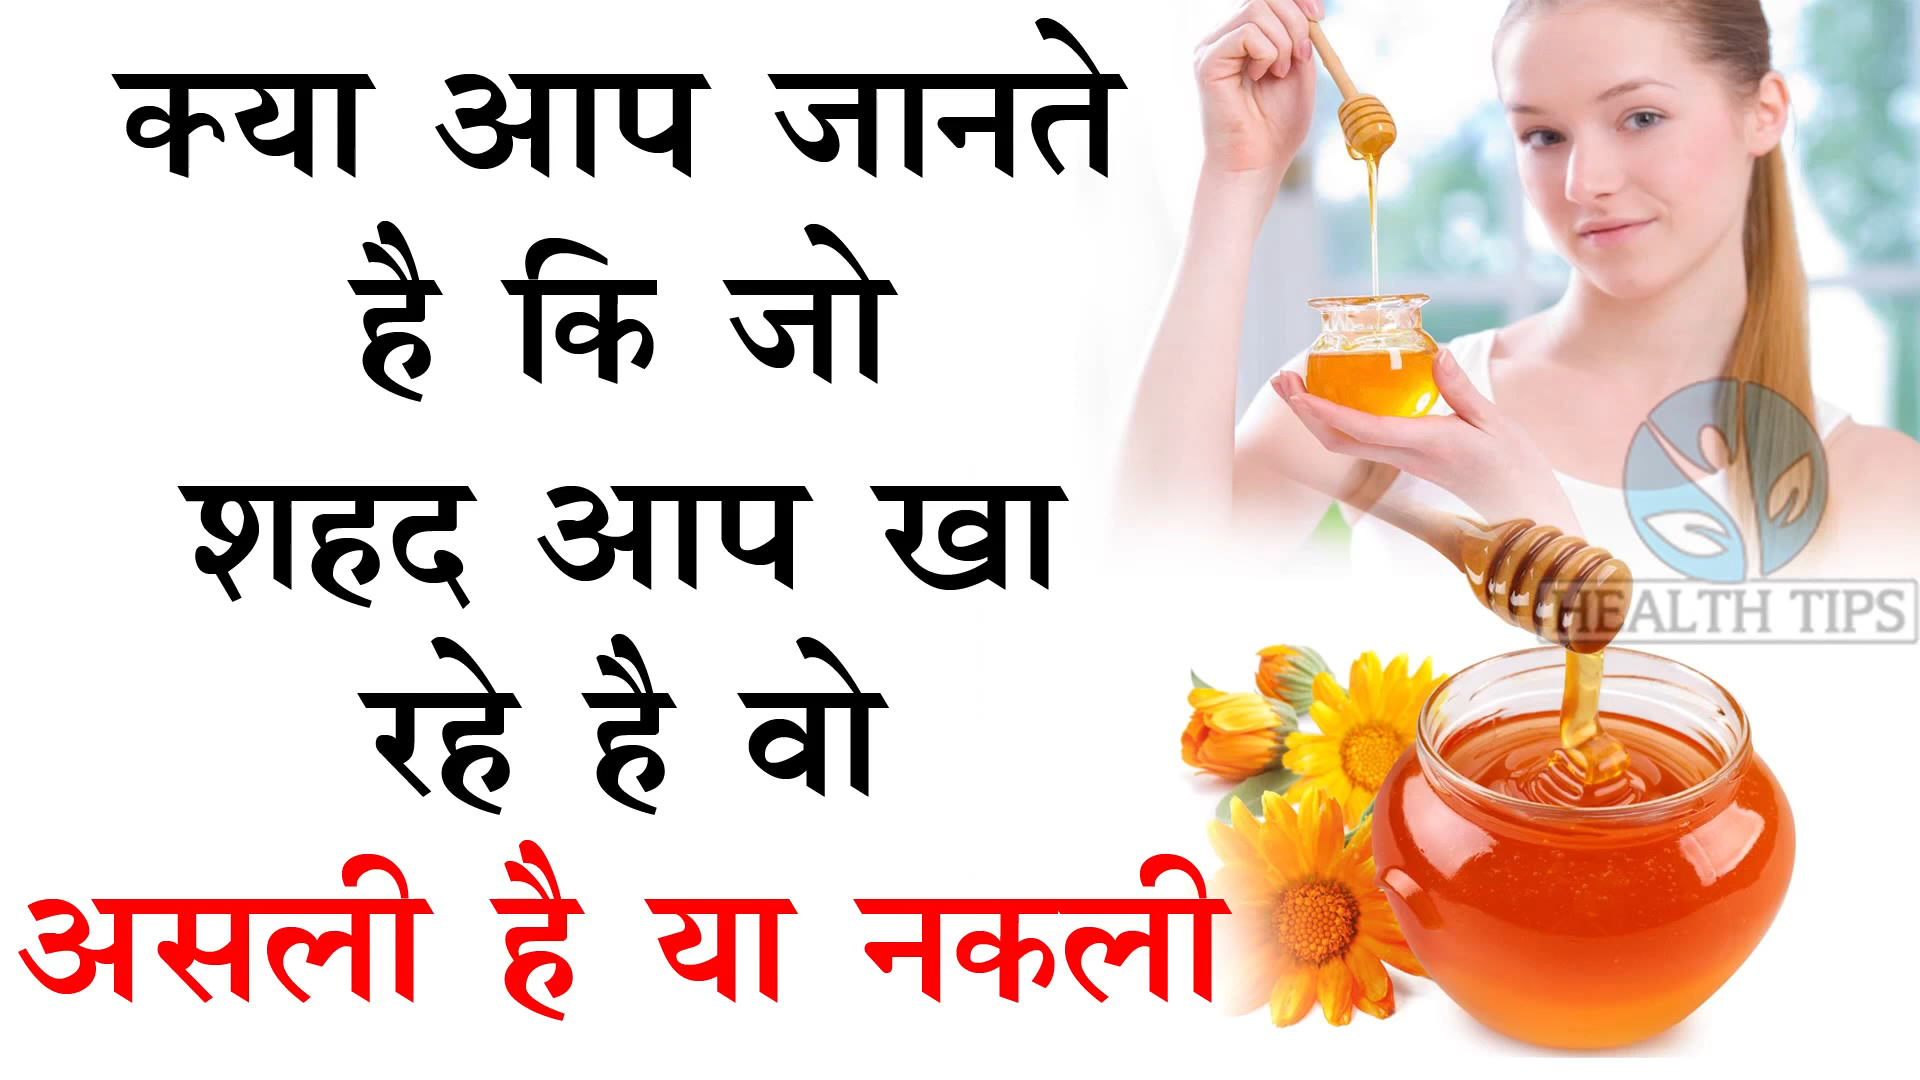 क्या आप जानते
है कि जो
शहद आप खा
रहे है वो
असली है या नकली
HEALTH TIPS